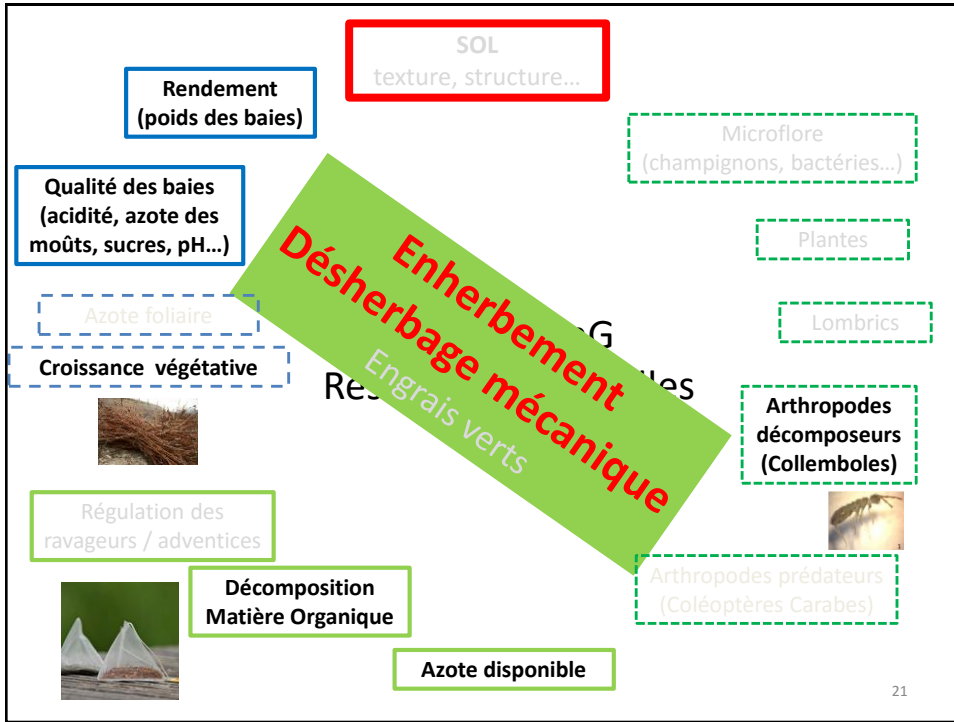 SOL
texture, structure…
Rendement
(poids des baies)
Microflore
(champignons, bactéries…)
Qualité des baies
(acidité, azote des
moûts, sucres, pH…)
Plantes
Enherbement
Désherbage mécanique
Engrais verts
Azote foliaire
Lombrics
Croissance végétative
Arthropodes
décomposeurs
(Collemboles)
Régulation des
ravageurs / adventices
Arthropodes prédateurs
(Coléoptères Carabes)
Décomposition
Matière Organique
Azote disponible
21